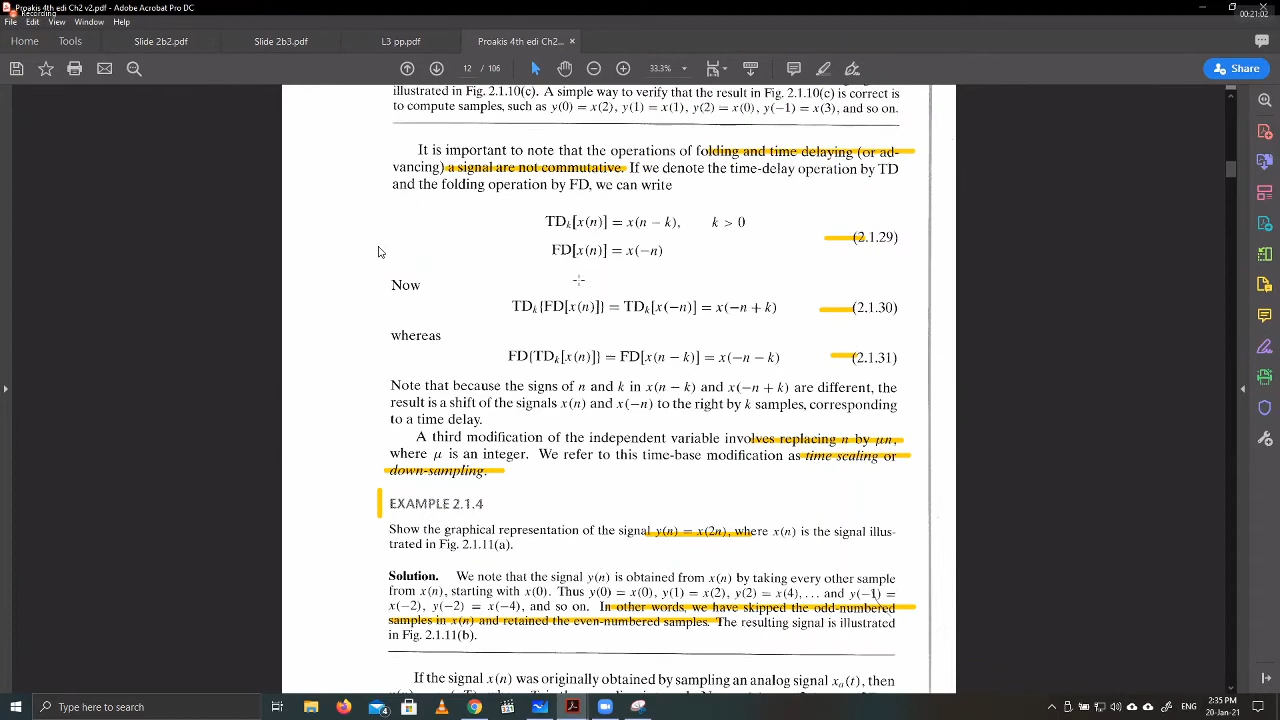 Proakis 4th edi Ch2 v2.pdf - Adobe Acrobat Pro DC
Recording
00:21:02
File Edit View Window Help
Home Tools Slide 2b2.pdf Slide 2b3.pdf L3 pp.pdf Proakis 4th edi Ch2... ×
12 / 106 33.3% Share
illustrated in Fig. 2.1.10(c). A simple way to verify that the result in Fig. 2.1.10(c) is correct is
to compute samples, such as y(0) = x(2), y(1) = x(1), y(2) = x(0), y(−1) = x(3), and so on.
It is important to note that the operations of folding and time delaying (or ad-
vancing) a signal are not commutative. If we denote the time-delay operation by TD
and the folding operation by FD, we can write
TDk[x(n)] = x(n − k), k > 0
(2.1.29)
FD[x(n)] = x(−n)
Now
TDk{FD[x(n)]} = TDk[x(−n)] = x(−n + k) (2.1.30)
whereas
FD{TDk[x(n)]} = FD[x(n − k)] = x(−n − k) (2.1.31)
Note that because the signs of n and k in x(n − k) and x(−n + k) are different, the
result is a shift of the signals x(n) and x(−n) to the right by k samples, corresponding
to a time delay.
A third modification of the independent variable involves replacing n by μn,
where μ is an integer. We refer to this time-base modification as time scaling or
down-sampling.
EXAMPLE 2.1.4
Show the graphical representation of the signal y(n) = x(2n), where x(n) is the signal illus-
trated in Fig. 2.1.11(a).
Solution. We note that the signal y(n) is obtained from x(n) by taking every other sample
from x(n), starting with x(0). Thus y(0) = x(0), y(1) = x(2), y(2) = x(4), ... and y(−1) =
x(−2), y(−2) = x(−4), and so on. In other words, we have skipped the odd-numbered
samples in x(n) and retained the even-numbered samples. The resulting signal is illustrated
in Fig. 2.1.11(b).
If the signal x(n) was originally obtained by sampling an analog signal xa(t), then
Type here to search
2:35 PM
ENG
20-Jan-21